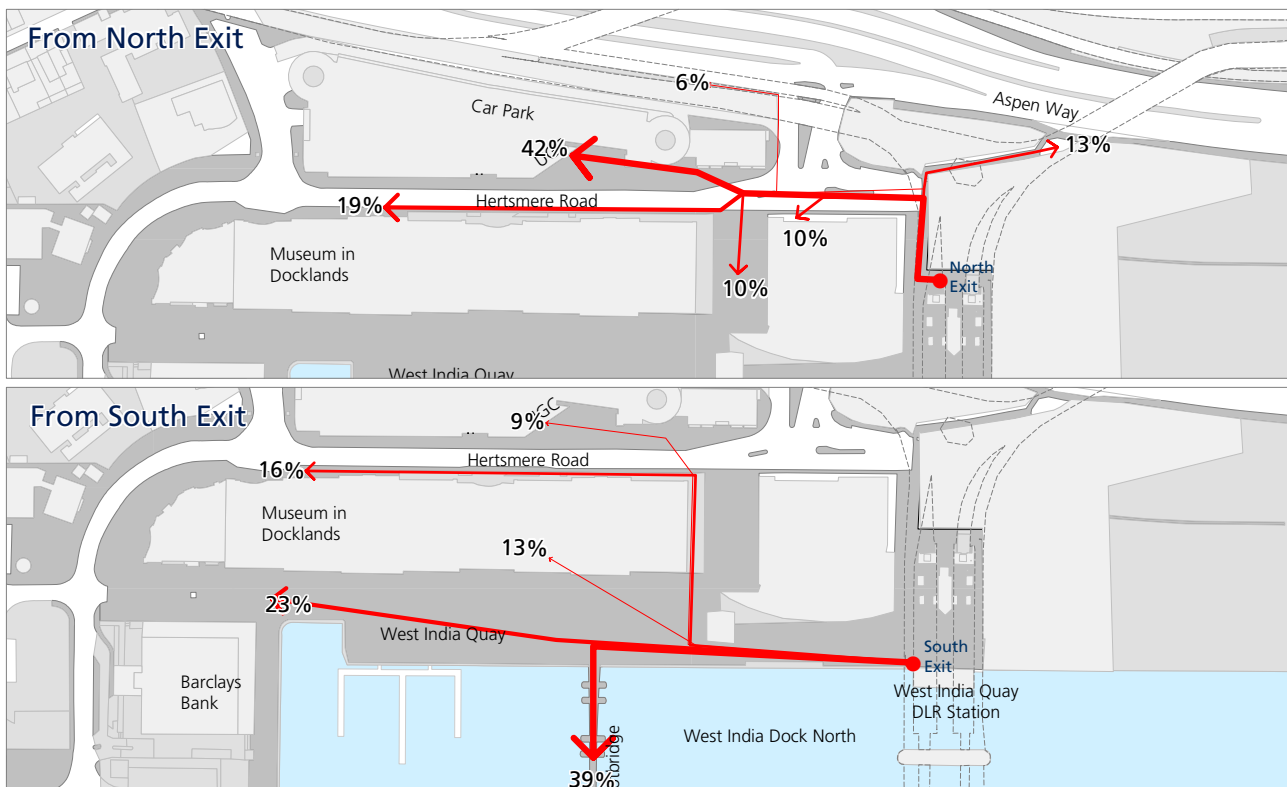 From North Exit
6%
Aspen Way
Car Park
13%
42%
19%
Hertsmere Road
10%
Museum in
Docklands
North
Exit
10%
West India Quay
From South Exit
9%
Hertsmere Road
16%
Museum in
Docklands
13%
23%
West India Quay
South
Exit
Barclays
Bank
West India Quay
DLR Station
West India Dock North
39%